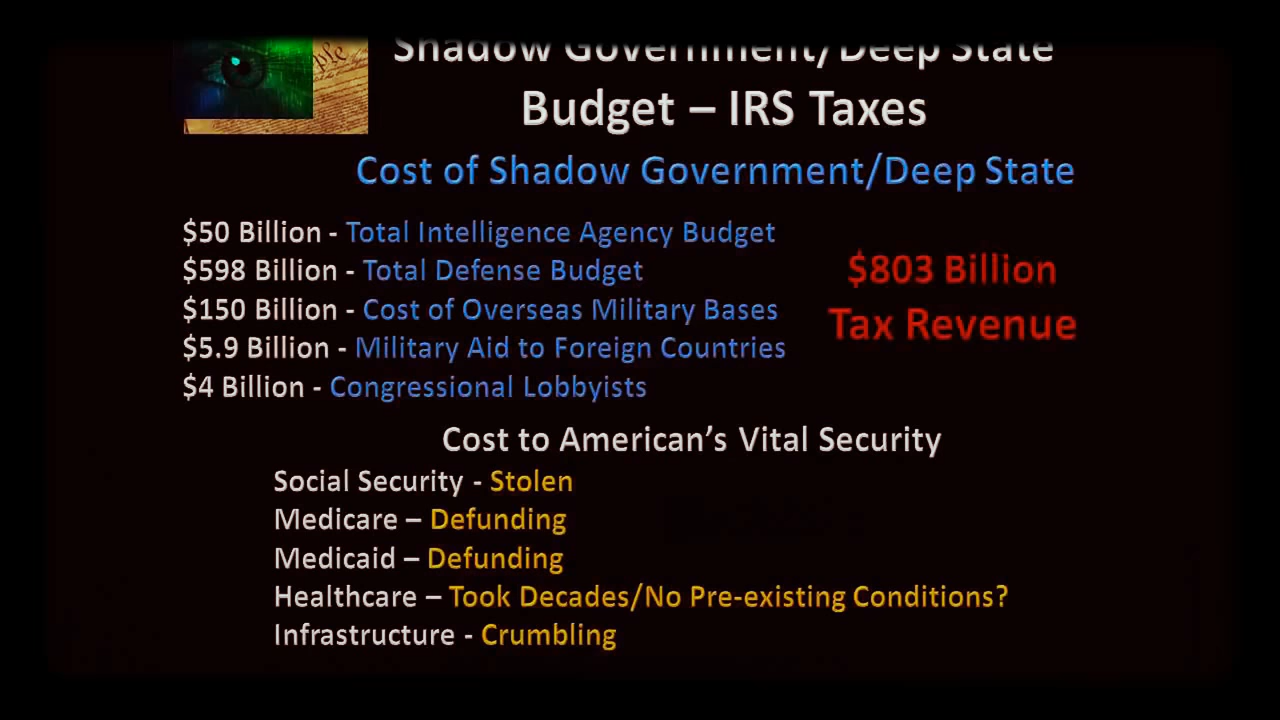 Shadow Government/Deep State
Budget – IRS Taxes
Cost of Shadow Government/Deep State
$50 Billion - Total Intelligence Agency Budget
$598 Billion - Total Defense Budget
$150 Billion - Cost of Overseas Military Bases
$5.9 Billion - Military Aid to Foreign Countries
$4 Billion - Congressional Lobbyists
$803 Billion
Tax Revenue
Cost to American's Vital Security
Social Security - Stolen
Medicare – Defunding
Medicaid – Defunding
Healthcare – Took Decades/No Pre-existing Conditions?
Infrastructure - Crumbling